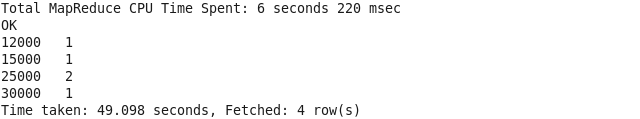 Total MapReduce CPU Time Spent: 6 seconds 220 msec
OK
12000   1
15000   1
25000   2
30000   1
Time taken: 49.098 seconds, Fetched: 4 row(s)